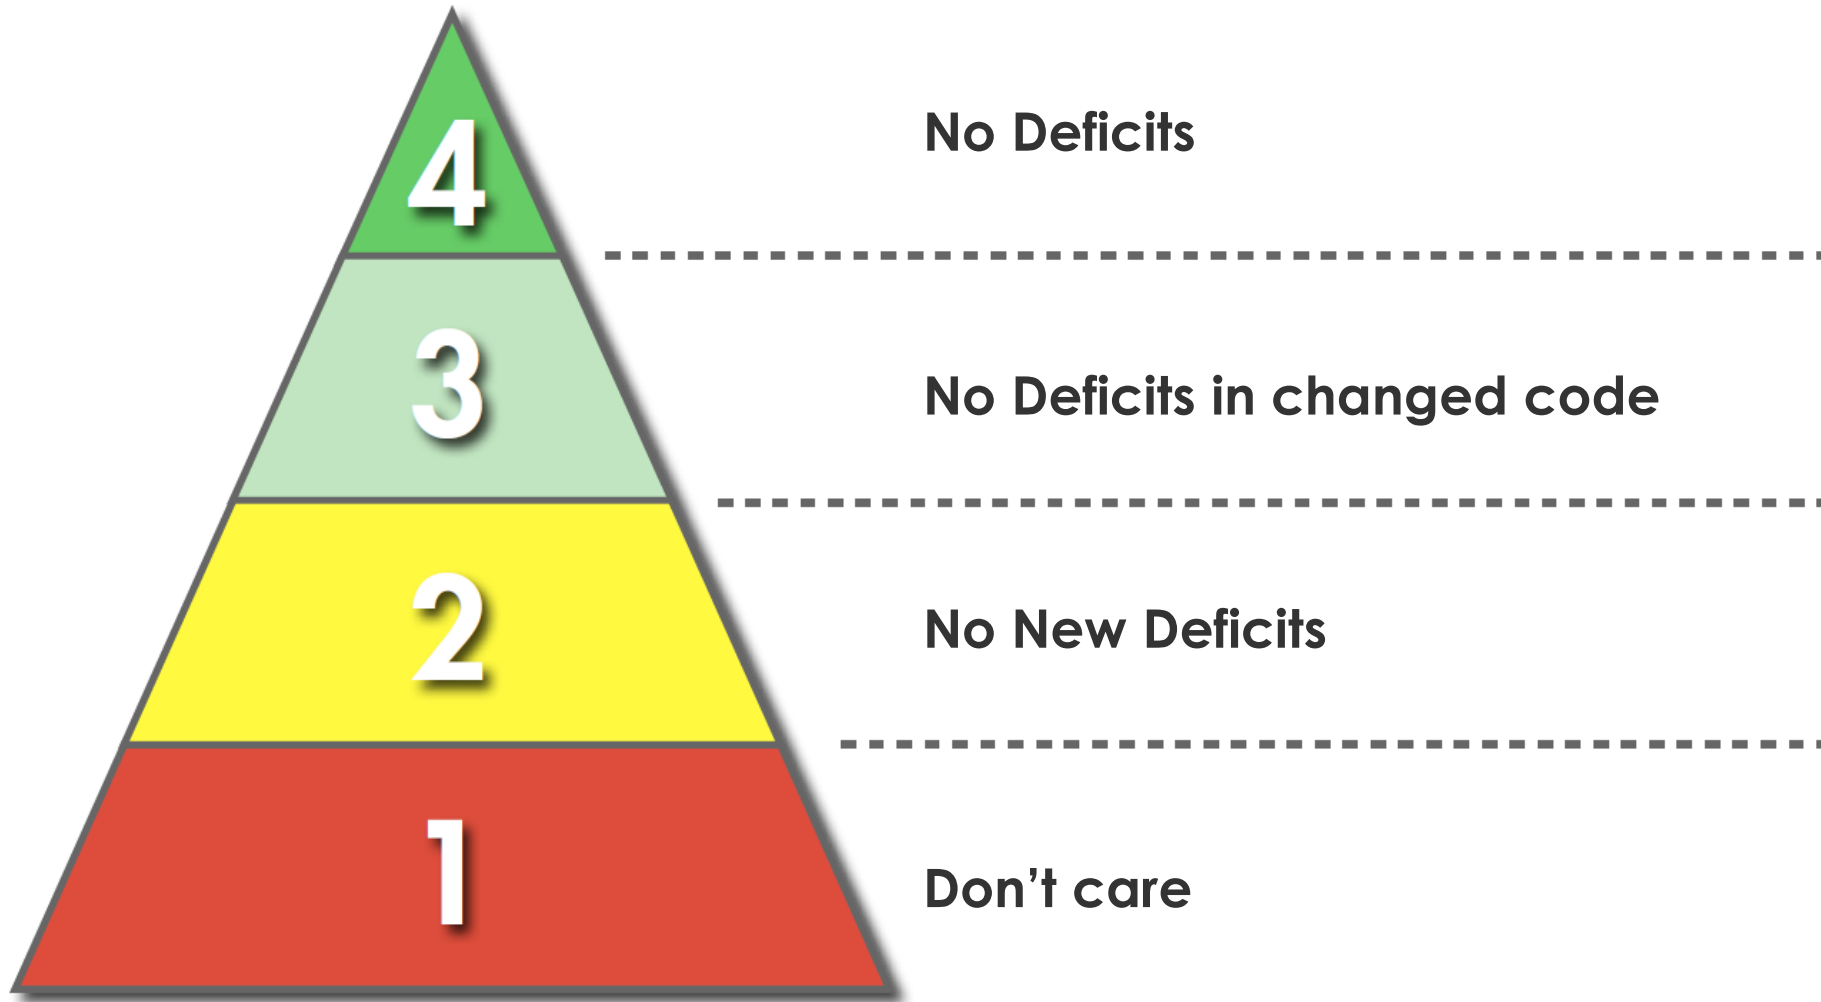 4
No Deficits
3
No Deficits in changed code
2
No New Deficits
1
Don’t care